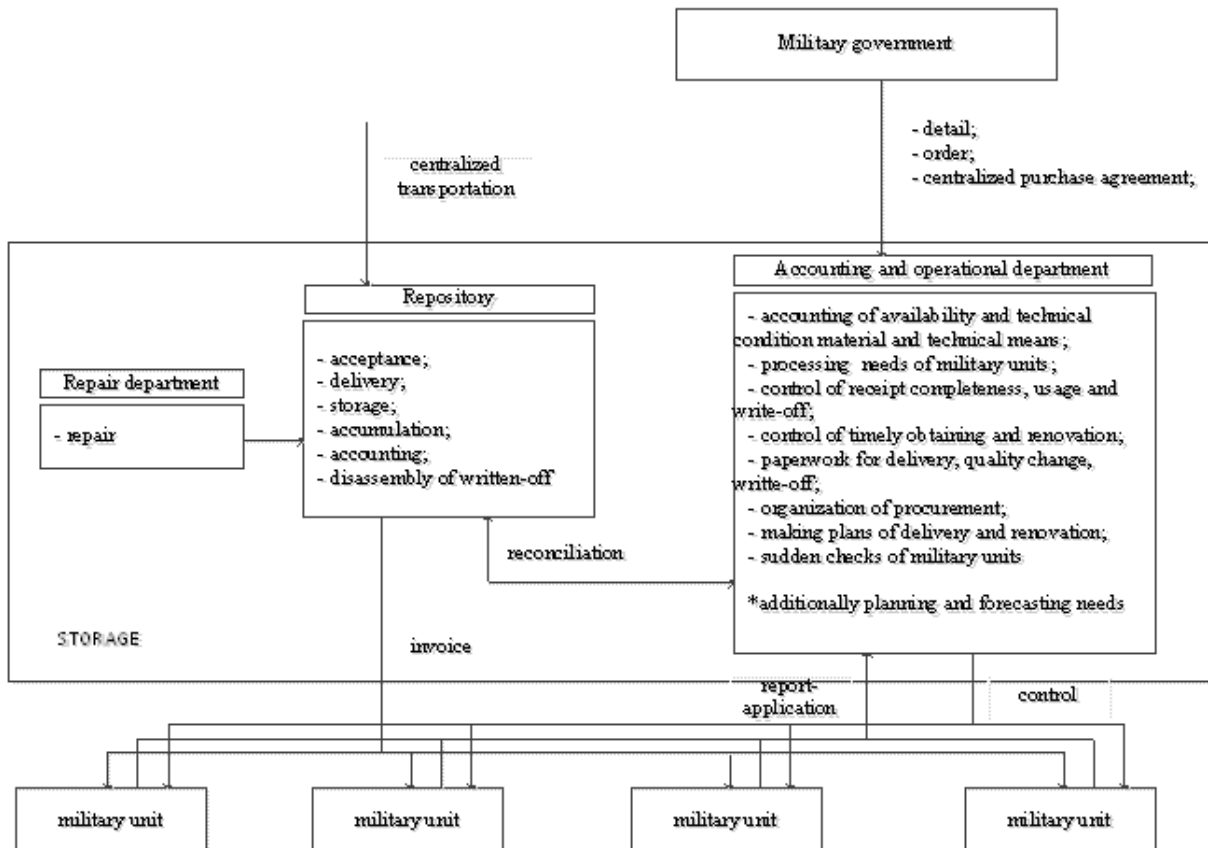 Military government
- detail;
- order;
- centralized purchase agreement;
centralized
transportation
Accounting and operational department
Repository
- accounting of availability and technical
condition material and technical means;
- processing needs of military units;
- control of receipt completeness, usage and
write-off;
- control of timely obtaining and renovation;
- paperwork for delivery, quality change,
writte-off;
- organization of procurement;
- making plans of delivery and renovation;
- sudden checks of military units
*additionally planning and forecasting needs
- acceptance;
- delivery;
- storage;
- accumulation;
- accounting;
- disassembly of written-off
Repair department
- repair
reconciliation
STORAGE
invoice
report-
application
control
military unit
military unit
military unit
military unit